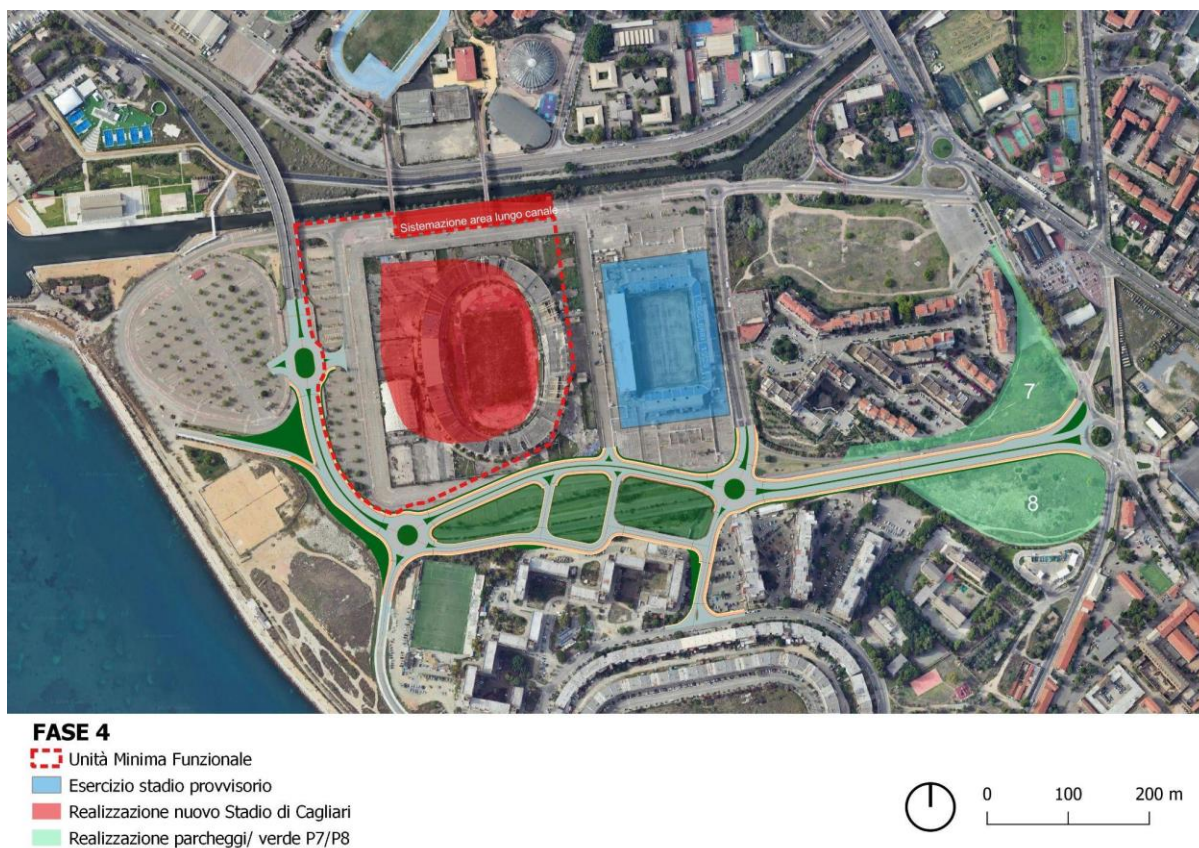 Sistemazione area lungo canale
7
8
FASE 4
Unità Minima Funzionale
Esercizio stadio provvisorio
Realizzazione nuovo Stadio di Cagliari
Realizzazione parcheggi/ verde P7/P8
0 100 200 m